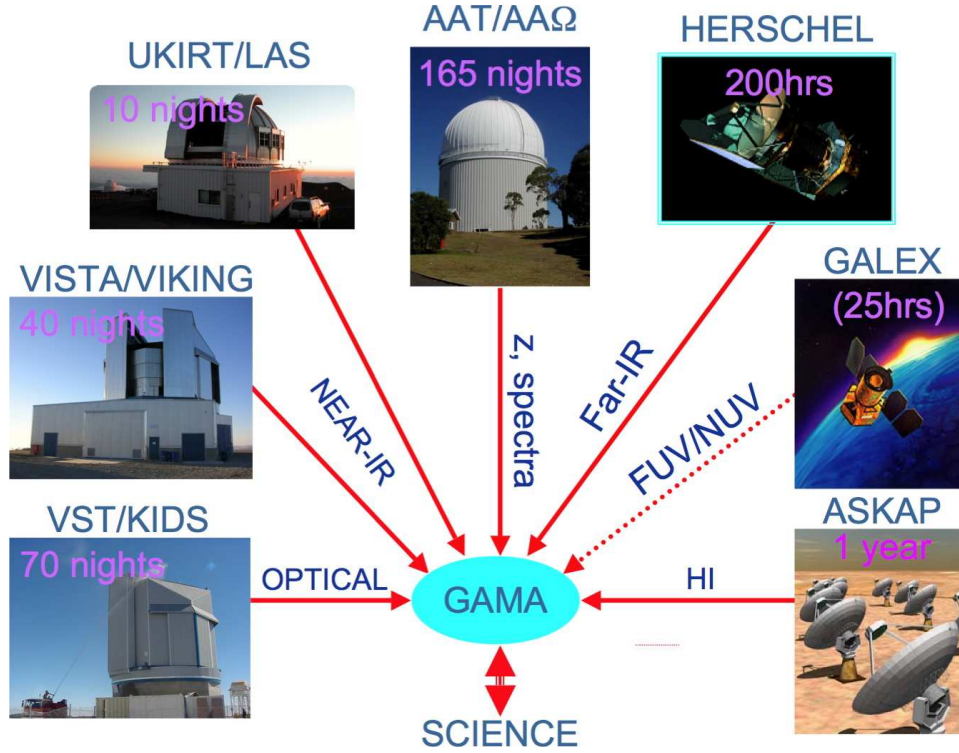 AAT/AAΩ
UKIRT/LAS
HERSCHEL
10 nights
165 nights
200hrs
VISTA/VIKING
40 nights
GALEX
(25hrs)
NEAR-IR
z, spectra
Far-IR
FUV/NUV
VST/KIDS
70 nights
ASKAP
1 year
OPTICAL
GAMA
HI
SCIENCE